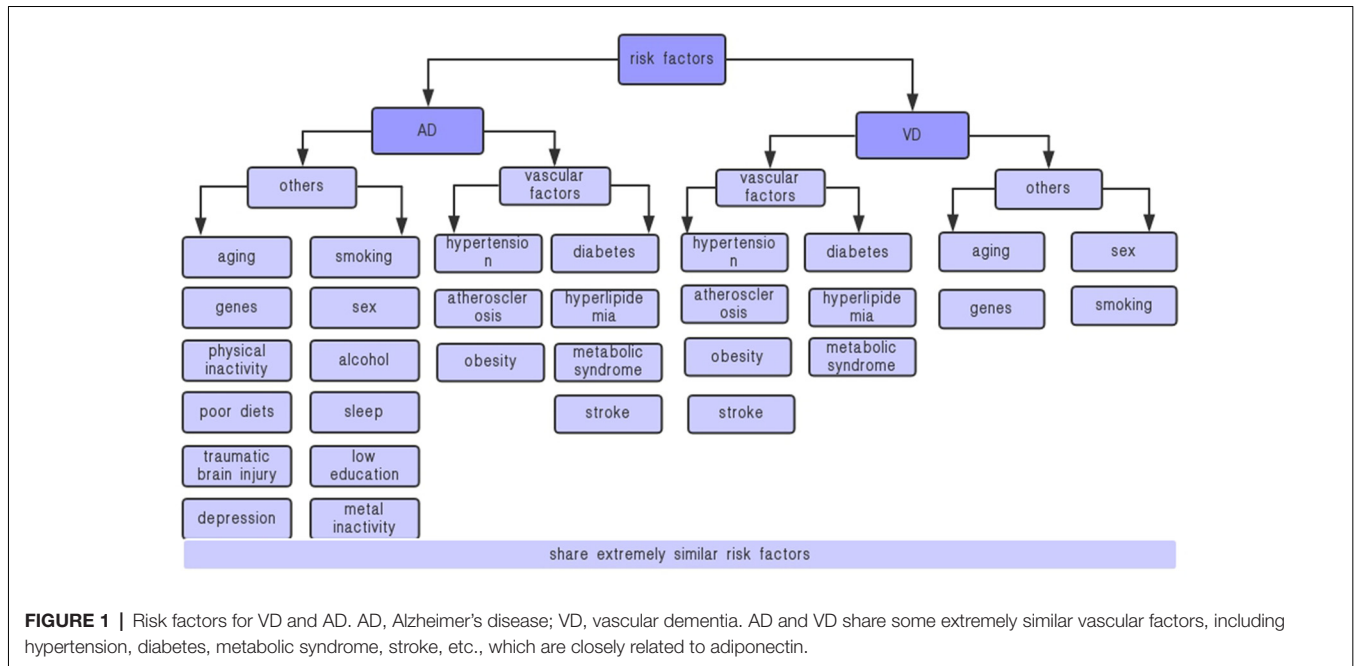 risk factors
AD
VD
others
vascular
factors
vascular
factors
others
aging
smoking
hypertensio
n
diabetes
hypertensio
n
diabetes
aging
sex
genes
sex
atheroscler
osis
hyperlipide
mia
atheroscler
osis
hyperlipide
mia
genes
smoking
physical
inactivity
alcohol
obesity
metabolic
syndrome
obesity
metabolic
syndrome
poor diets
sleep
stroke
stroke
traumatic
brain injury
low
education
depression
metal
inactivity
share extremely similar risk factors
FIGURE 1 | Risk factors for VD and AD. AD, Alzheimer's disease; VD, vascular dementia. AD and VD share some extremely similar vascular factors, including
hypertension, diabetes, metabolic syndrome, stroke, etc., which are closely related to adiponectin.